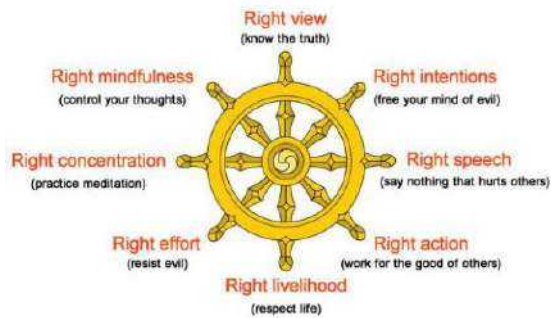 Right view
(know the truth)
Right mindfulness
(control your thoughts)
Right intentions
(free your mind of evil)
Right concentration
(practice meditation)
Right speech
(say nothing that hurts others)
Right effort
(resist evil)
Right action
(work for the good of others)
Right livelihood
(respect life)